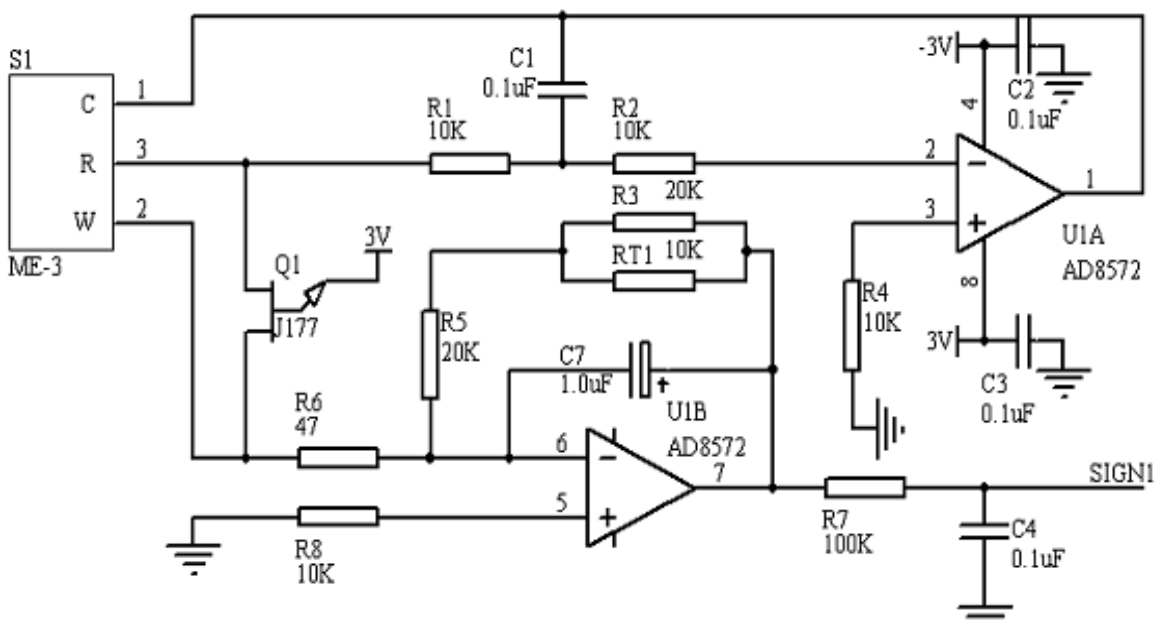 S1
C
1
R
3
W
2
ME-3
C1
0.1uF
R1
10K
R2
10K
-3V
4
C2
0.1uF
2
3
1
U1A
AD8572
8
3V
C3
0.1uF
R4
10K
20K
R3
10K
RT1
3V
Q1
J177
R5
20K
C7
1.0uF
+
U1B
AD8572
R6
47
6
5
7
R8
10K
R7
100K
SIGN1
C4
0.1uF